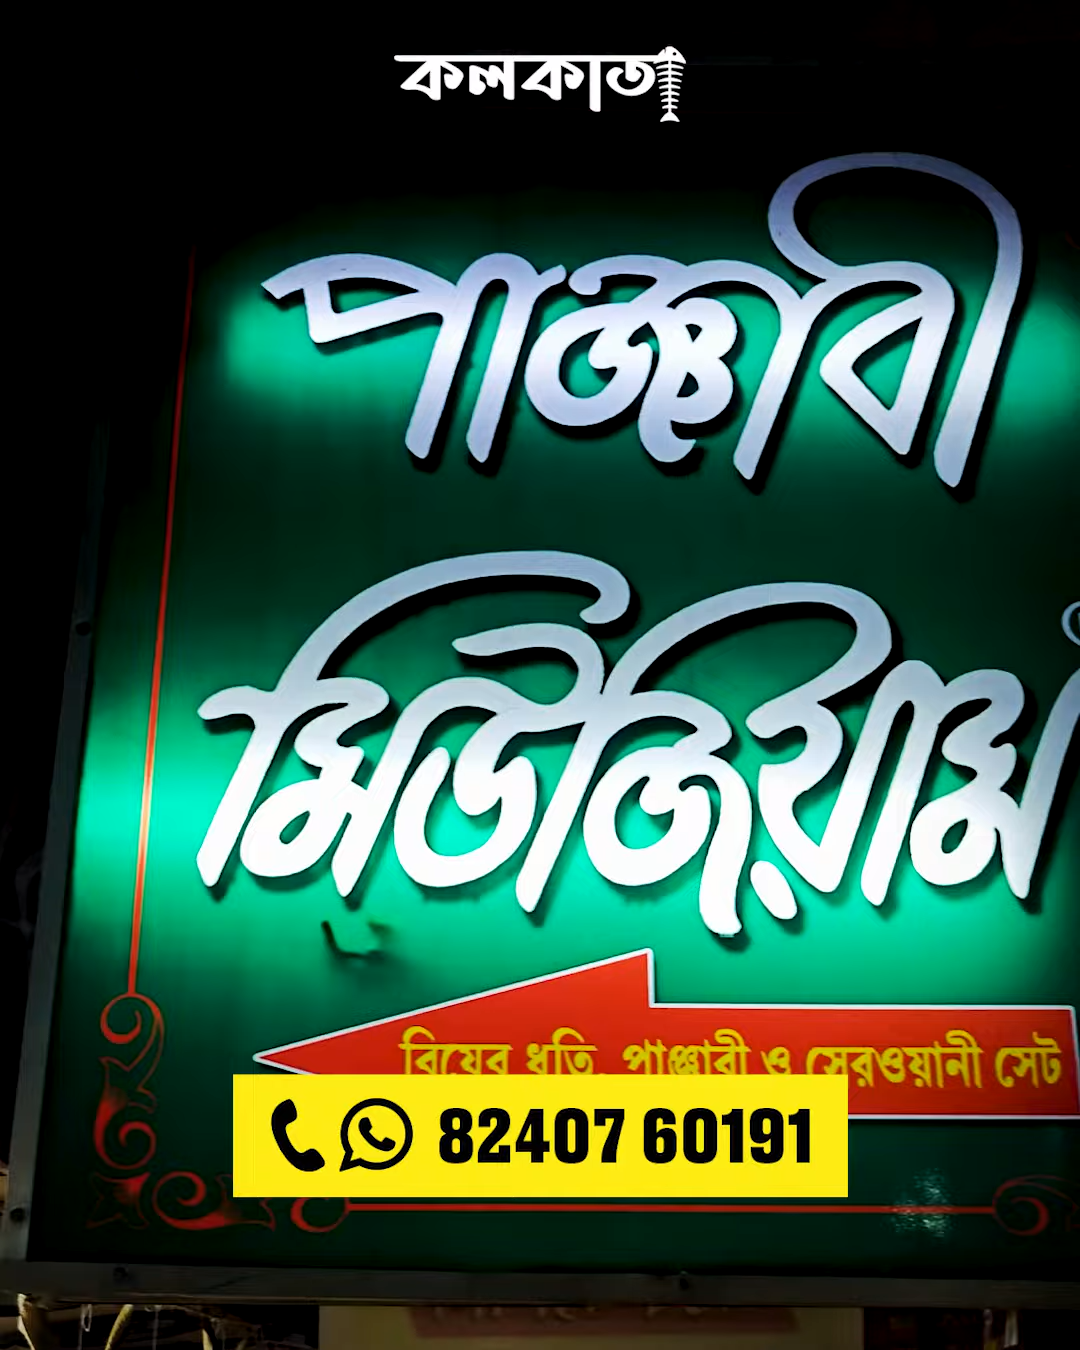 কলকাতা
পাঞ্জাবী
মিউজিয়াম
বিয়ের ধুতি, পাঞ্জাবী ও সেরওয়ানী সেট
82407 60191